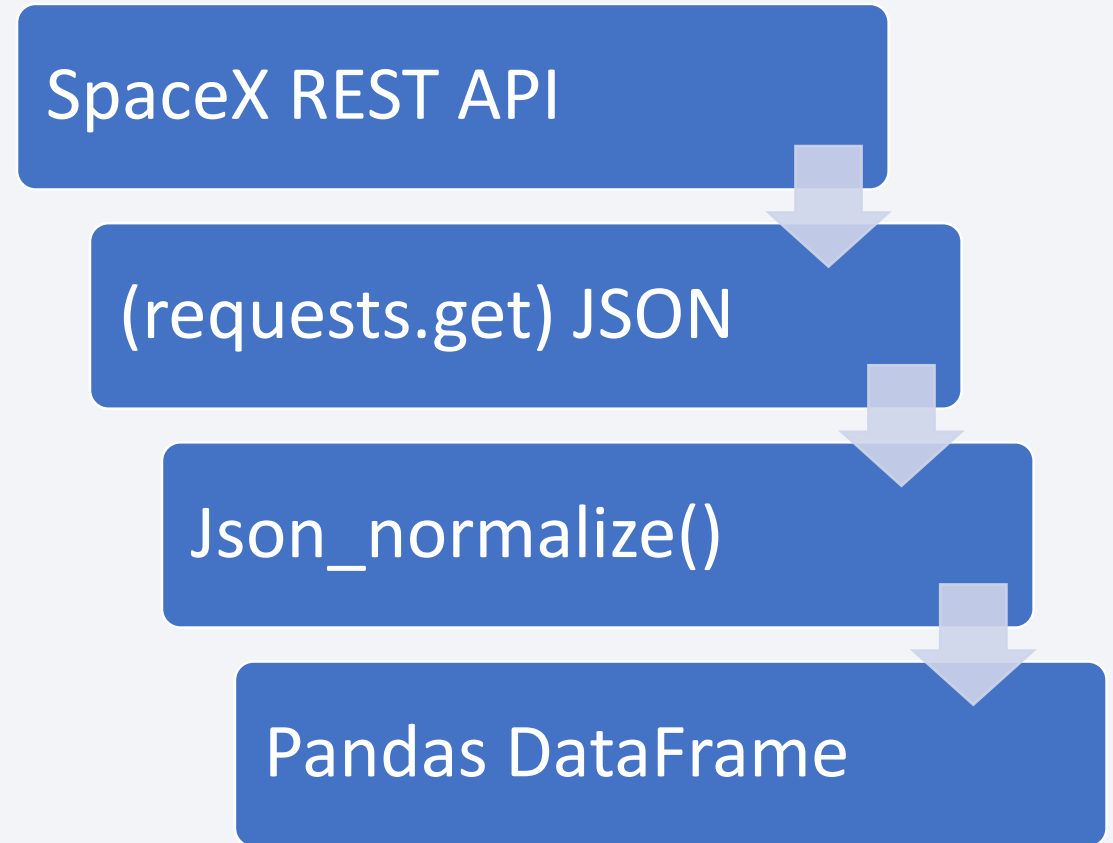 SpaceX REST API
(requests.get) JSON
Json_normalize()
Pandas DataFrame